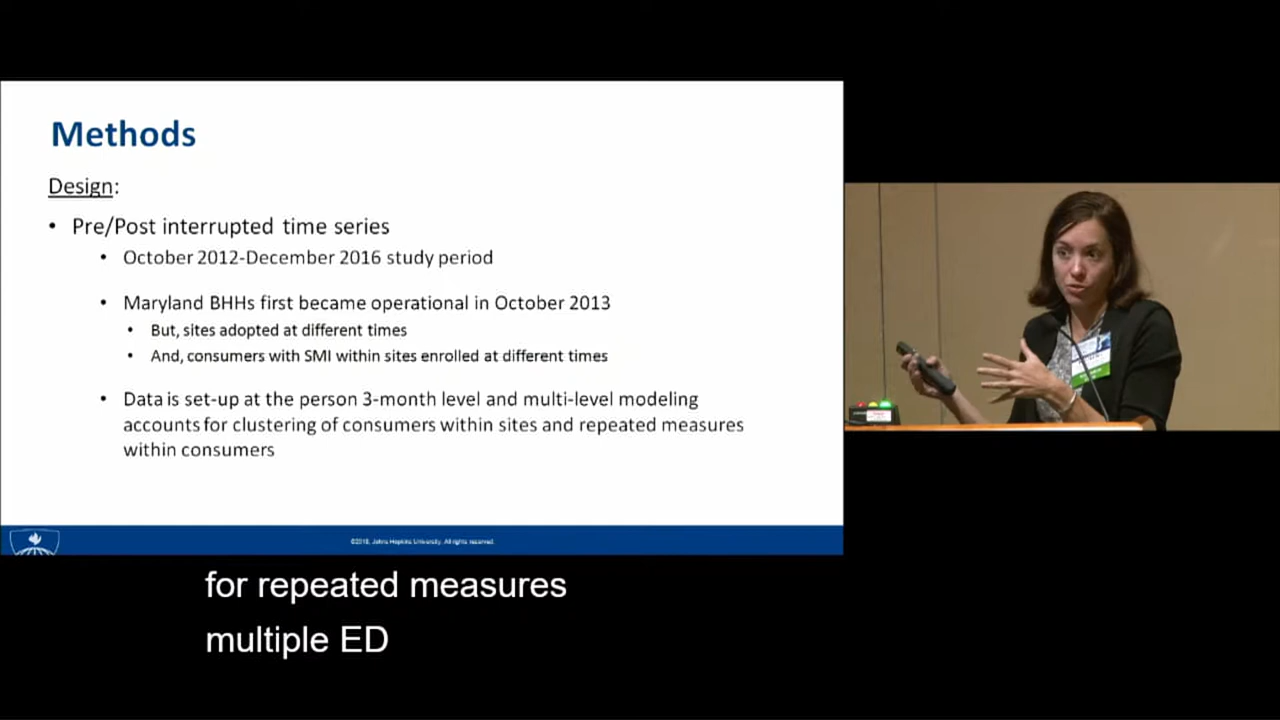 Methods
Design:
• Pre/Post interrupted time series
• October 2012-December 2016 study period
• Maryland BHHs first became operational in October 2013
• But, sites adopted at different times
• And, consumers with SMI within sites enrolled at different times
• Data is set-up at the person 3-month level and multi-level modeling
accounts for clustering of consumers within sites and repeated measures
within consumers
©2018, Johns Hopkins University. All rights reserved.
for repeated measures
multiple ED